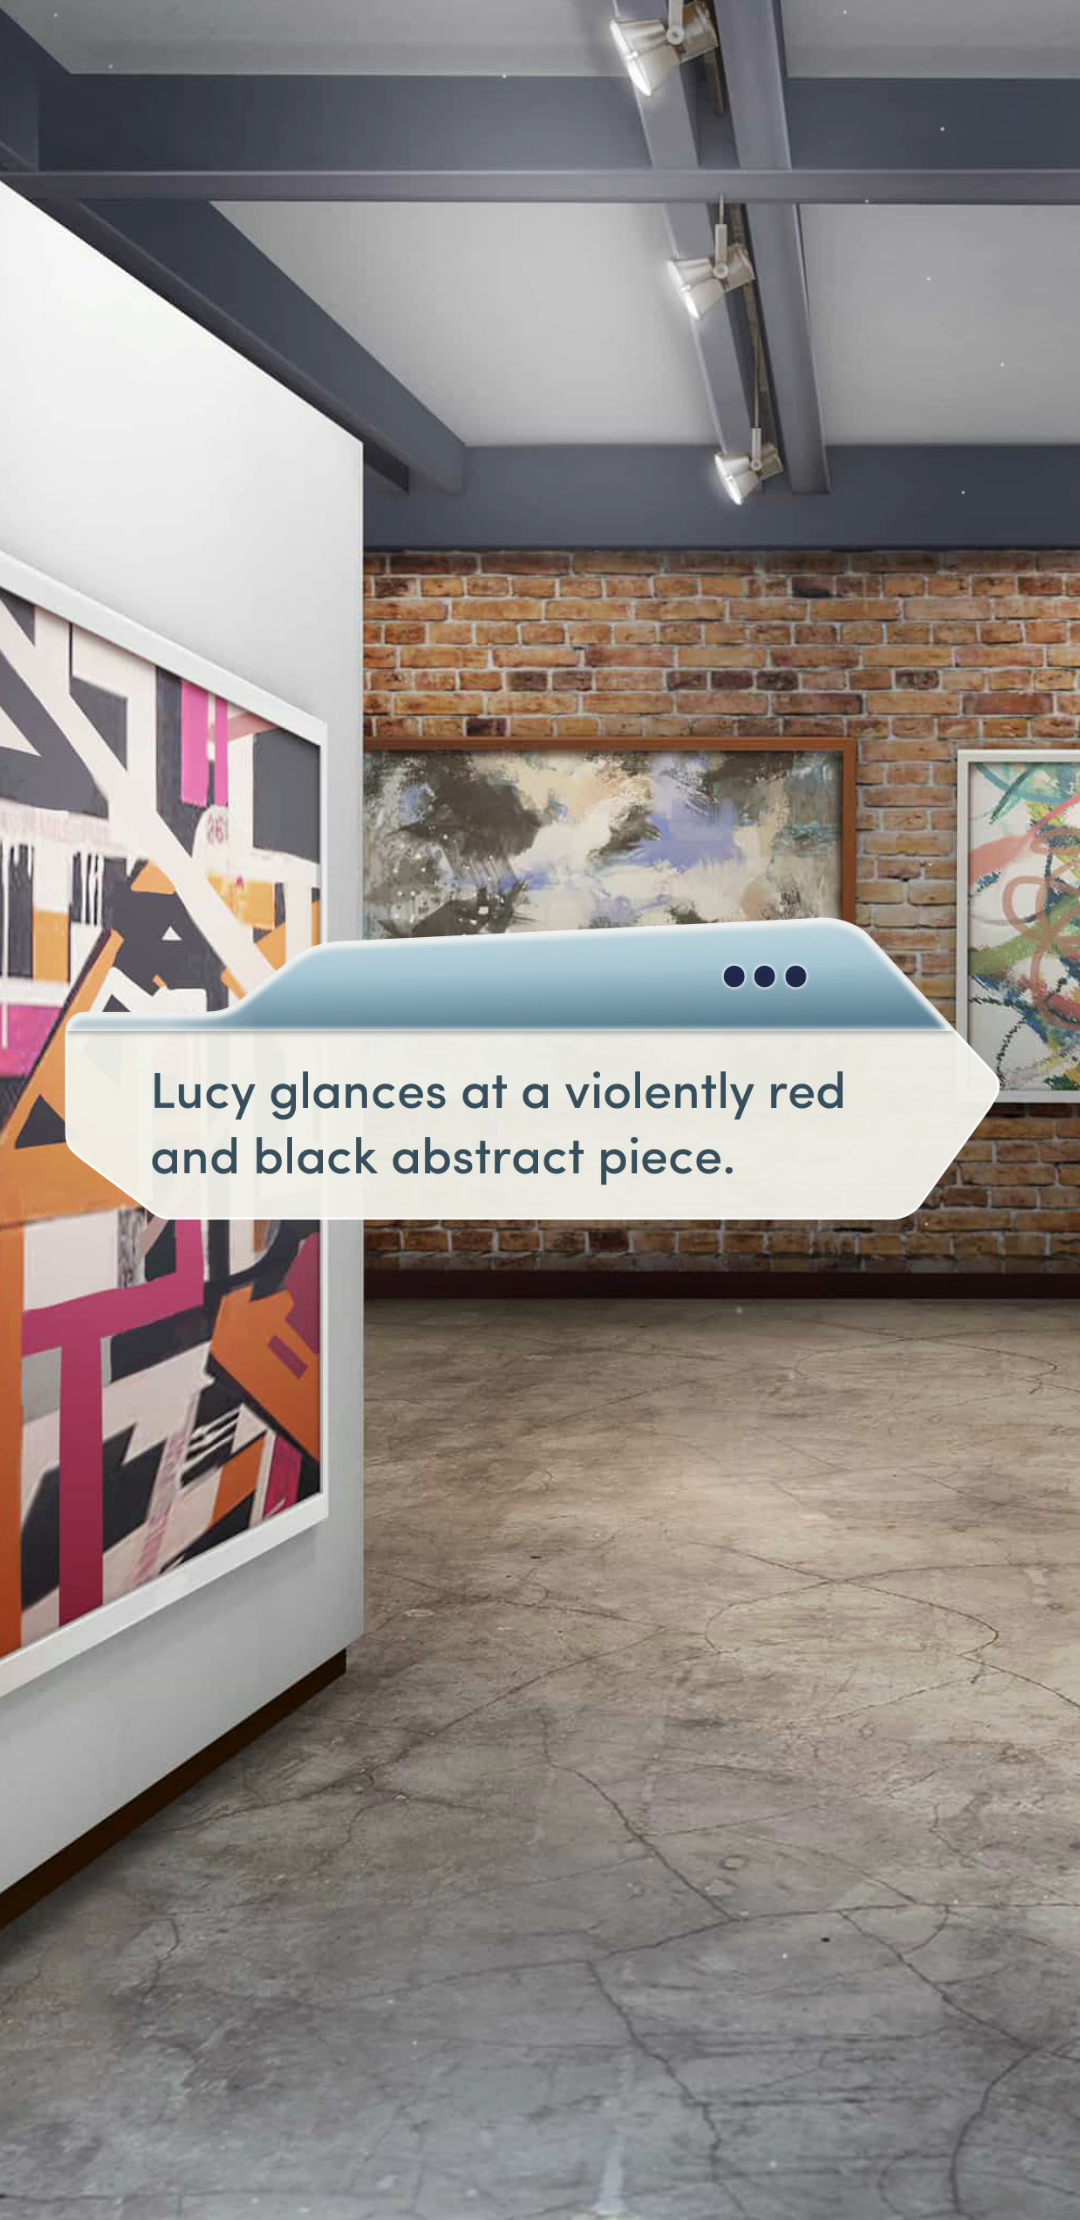 Lucy glances at a violently red
and black abstract piece.